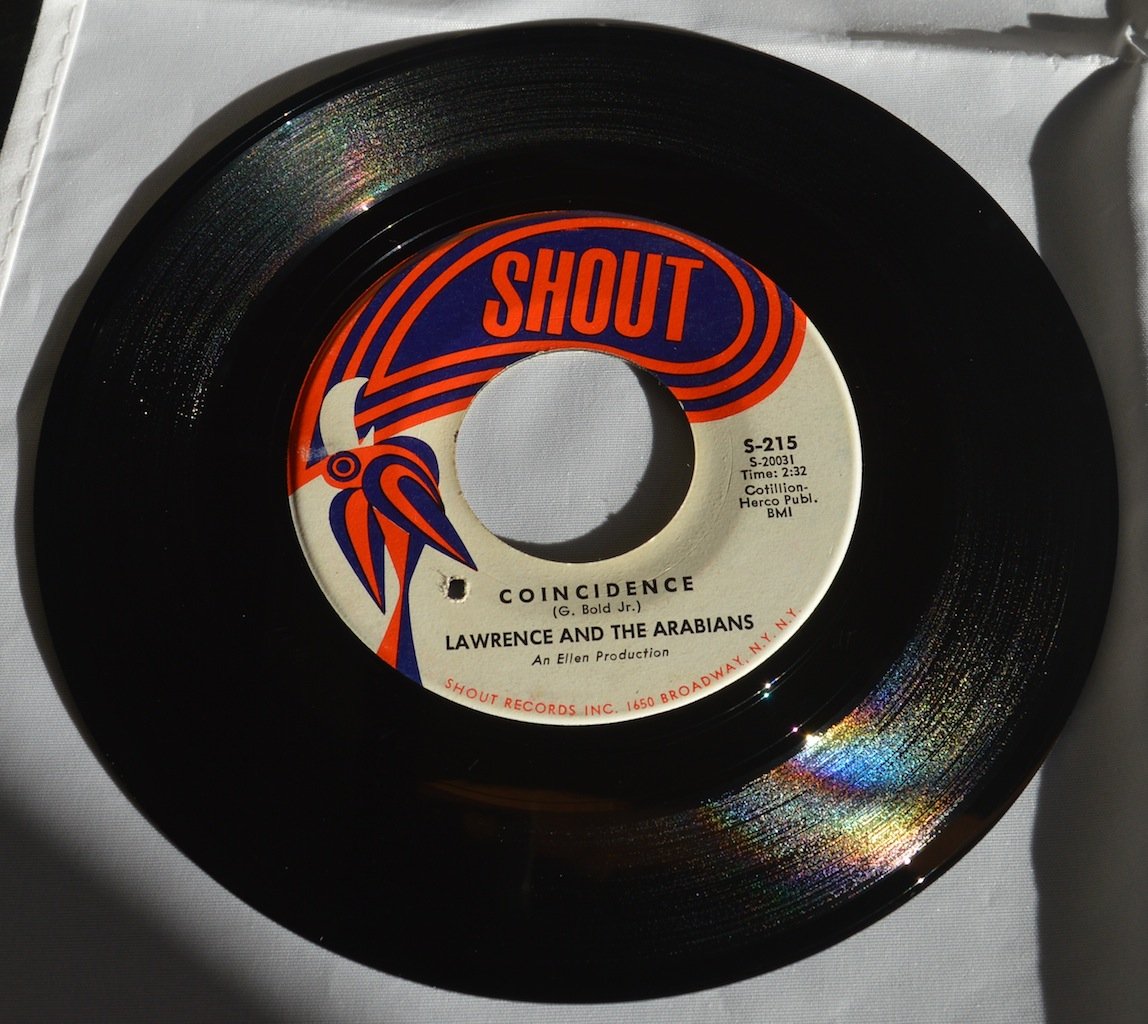 SHOUT
S-215
S-20031
Time: 2:32
Cotillion-
Herco Publ.
BMI
COINCIDENCE
(G. Bold Jr.)
LAWRENCE AND THE ARABIANS
An Ellen Production
SHOUT RECORDS INC. 1650 BROADWAY, N.Y. N.Y.